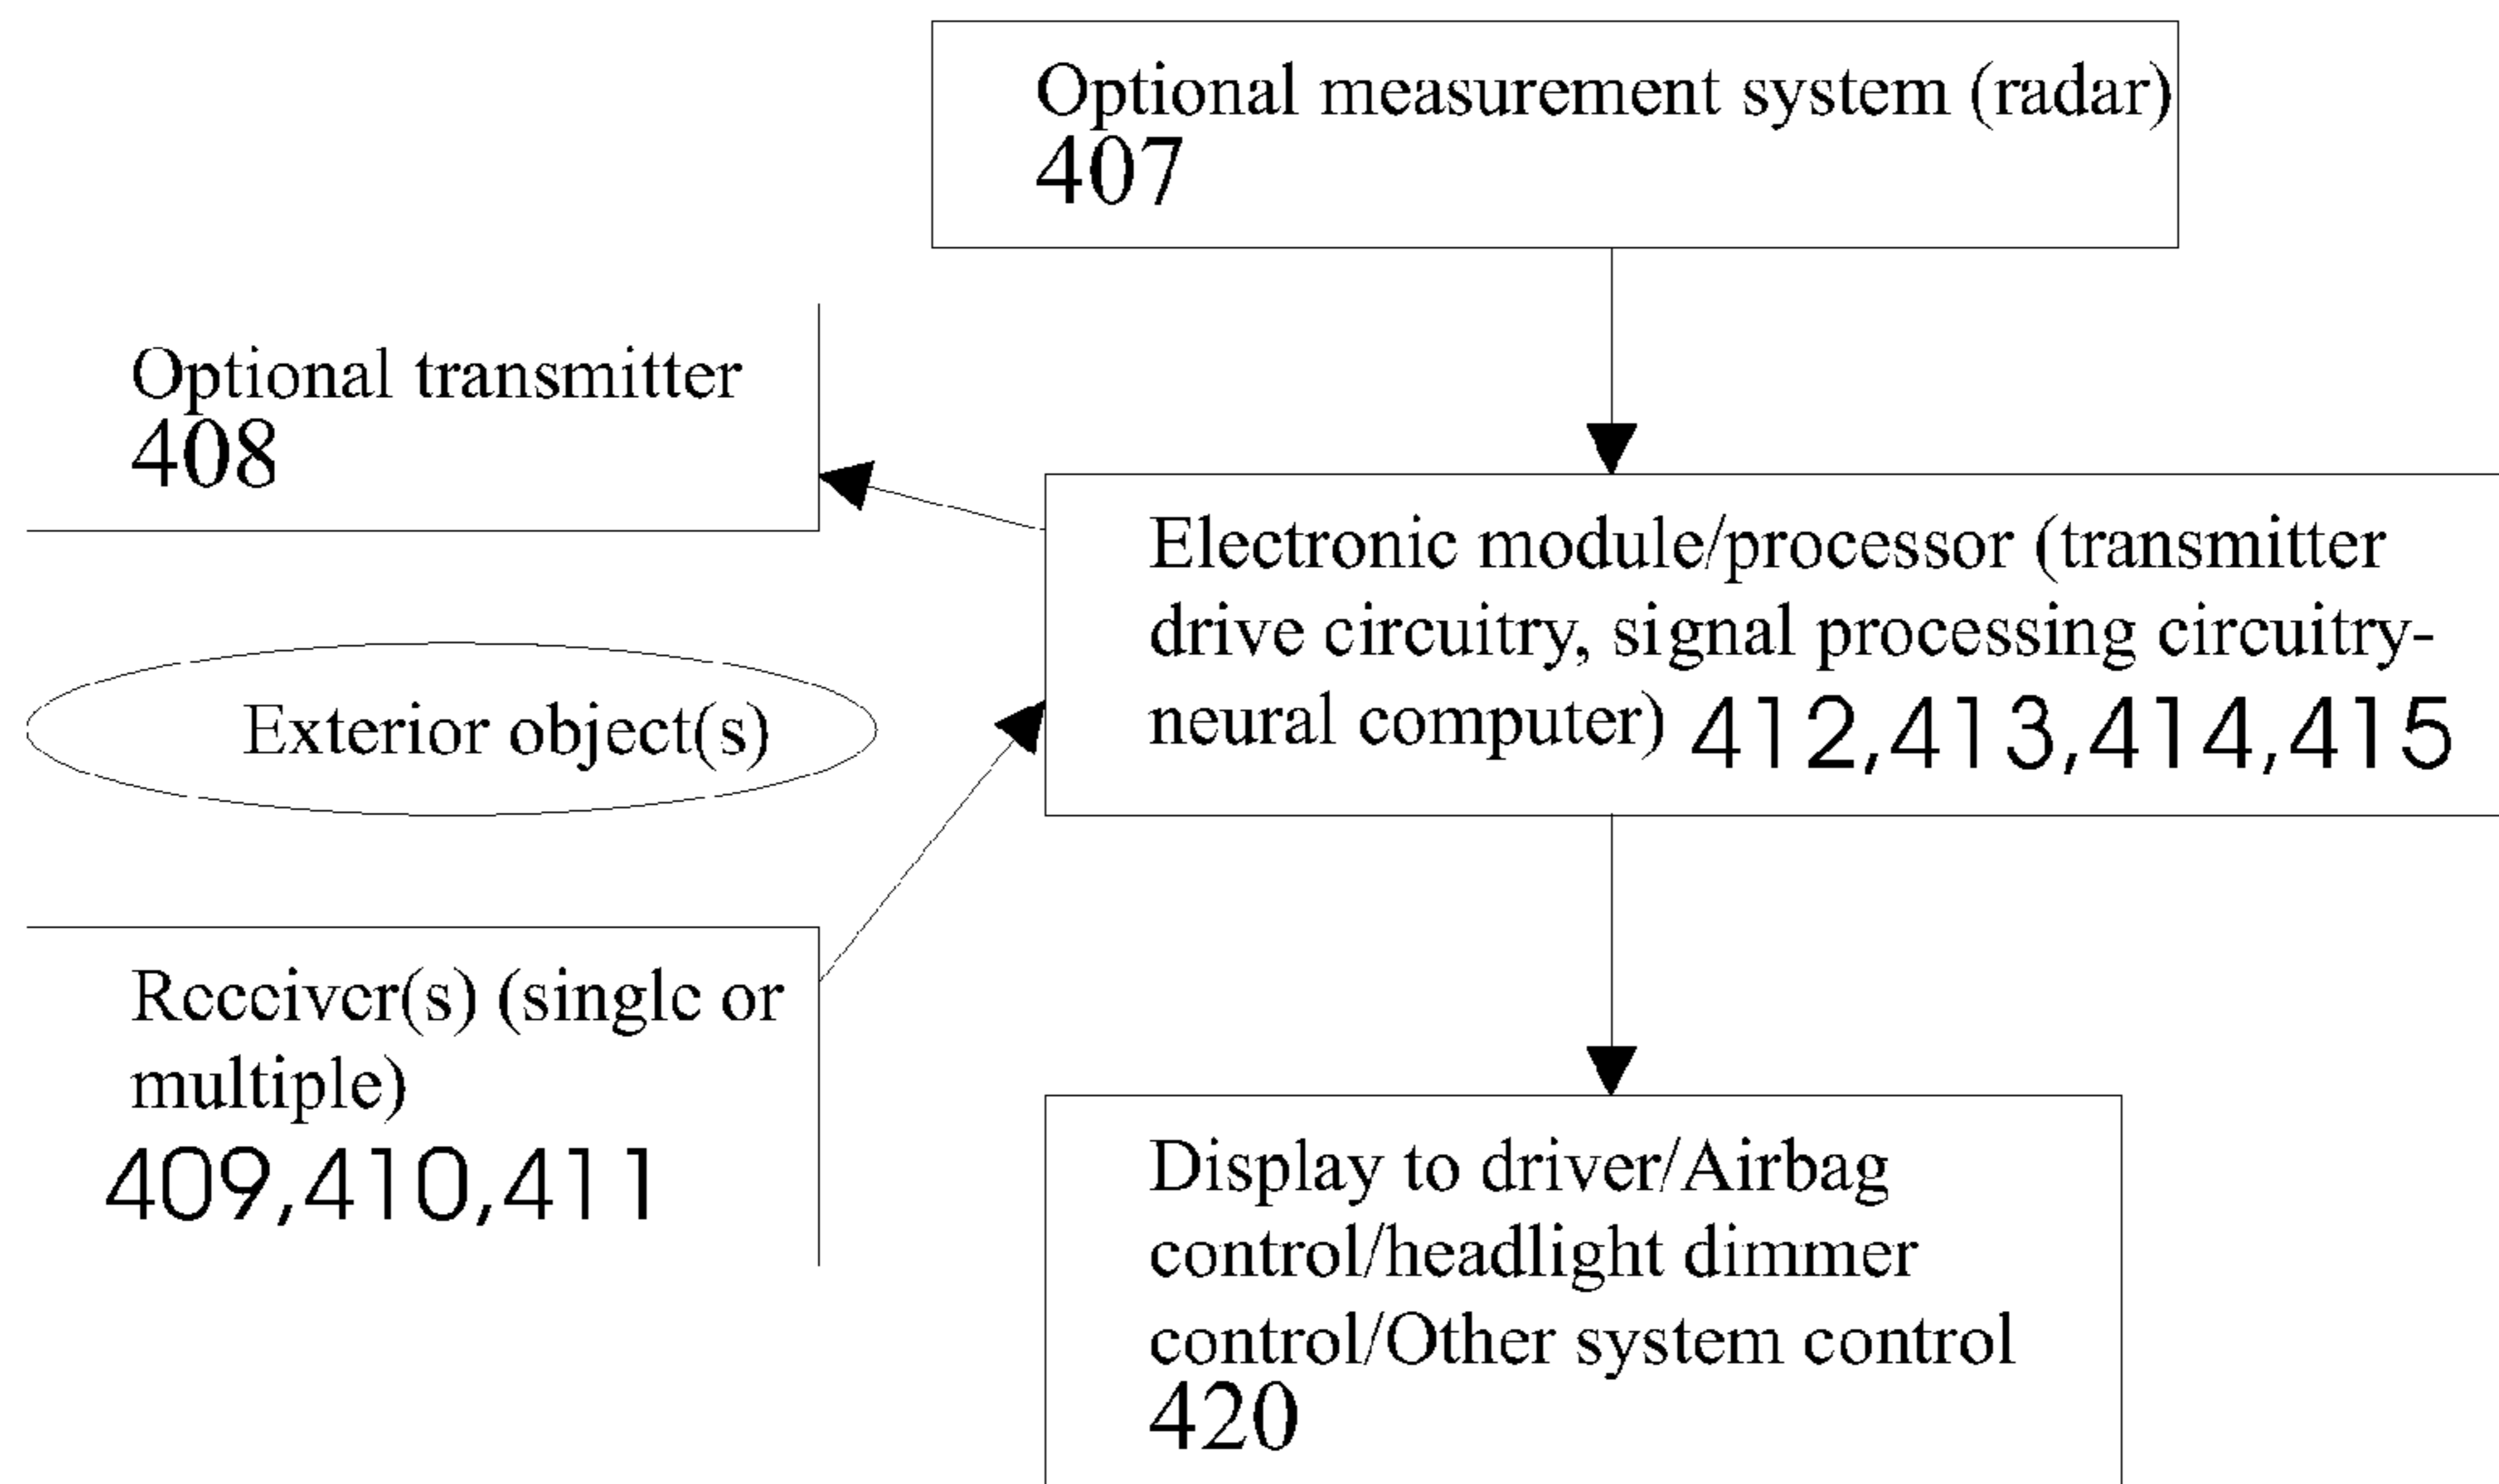 Optional measurement system (radar)
407
Optional transmitter
408
Electronic module/processor (transmitter
drive circuitry, signal processing circuitry-
neural computer) 412,413,414,415
Exterior object(s)
Receiver(s) (single or
multiple)
409,410,411
Display to driver/Airbag
control/headlight dimmer
control/Other system control
420